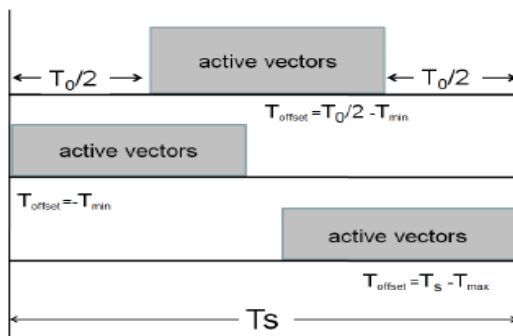 active vectors
T₀/2 T₀/2
Toffset =T₀/2 -Tmin
active vectors
Toffset=-Tmin
active vectors
Toffset=Ts -Tmax
Ts